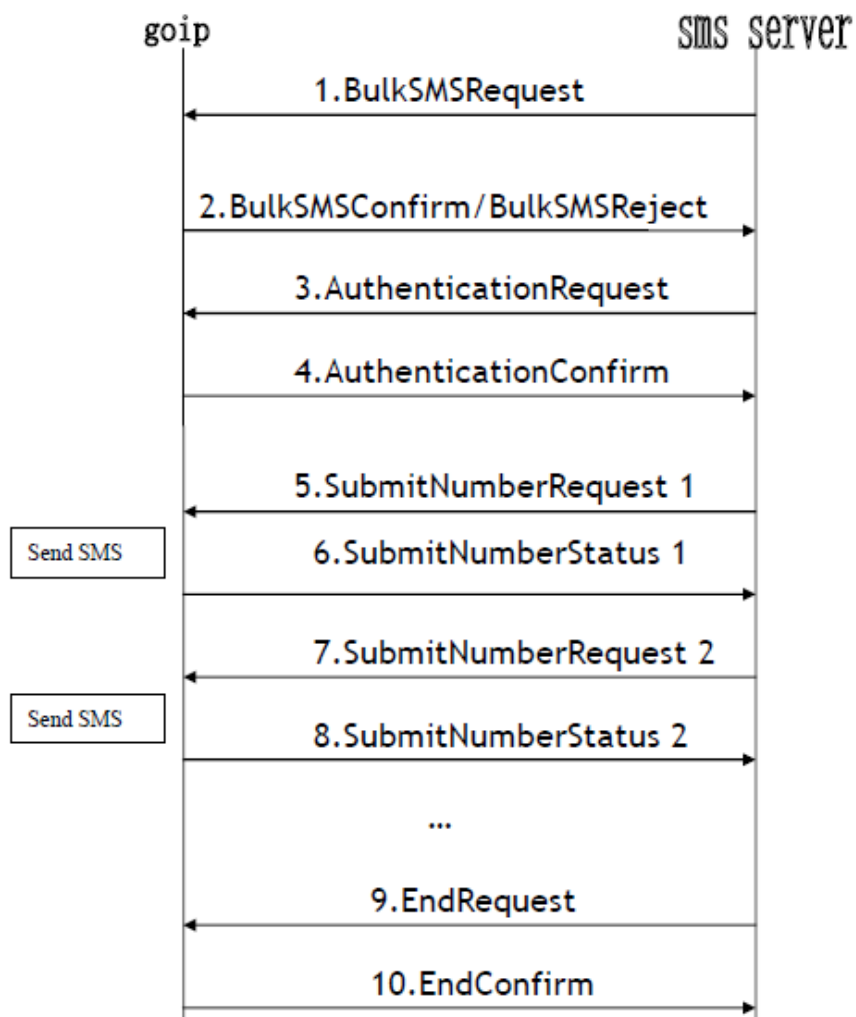 goip sms server
1.BulkSMSRequest
2.BulkSMSConfirm/BulkSMSReject
3.AuthenticationRequest
4.AuthenticationConfirm
5.SubmitNumberRequest 1
Send SMS
6.SubmitNumberStatus 1
7.SubmitNumberRequest 2
Send SMS
8.SubmitNumberStatus 2
...
9.EndRequest
10.EndConfirm